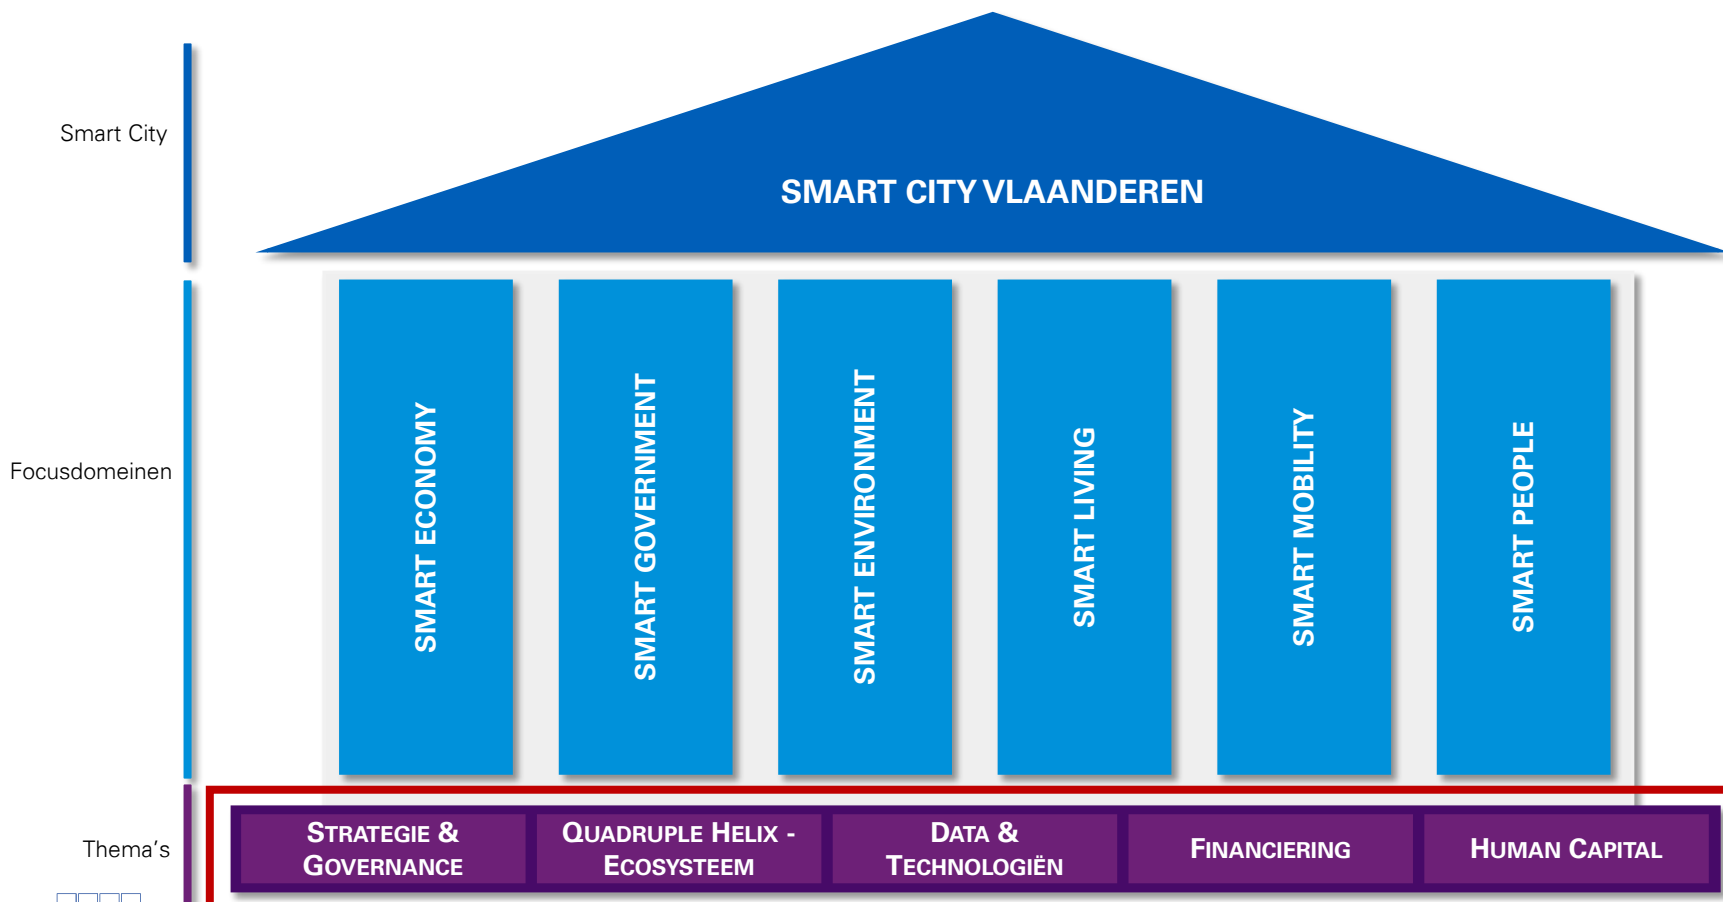 Smart City
SMART CITY VLAANDEREN
Focusdomeinen
SMART ECONOMY
SMART GOVERNMENT
SMART ENVIRONMENT
SMART LIVING
SMART MOBILITY
SMART PEOPLE
Thema's
STRATEGIE &
GOVERNANCE
QUADRUPLE HELIX -
ECOSYSTEEM
DATA &
TECHNOLOGIËN
FINANCIERING
HUMAN CAPITAL